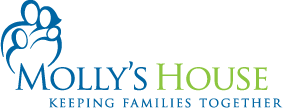 MOLLY'S HOUSE
KEEPING FAMILIES TOGETHER